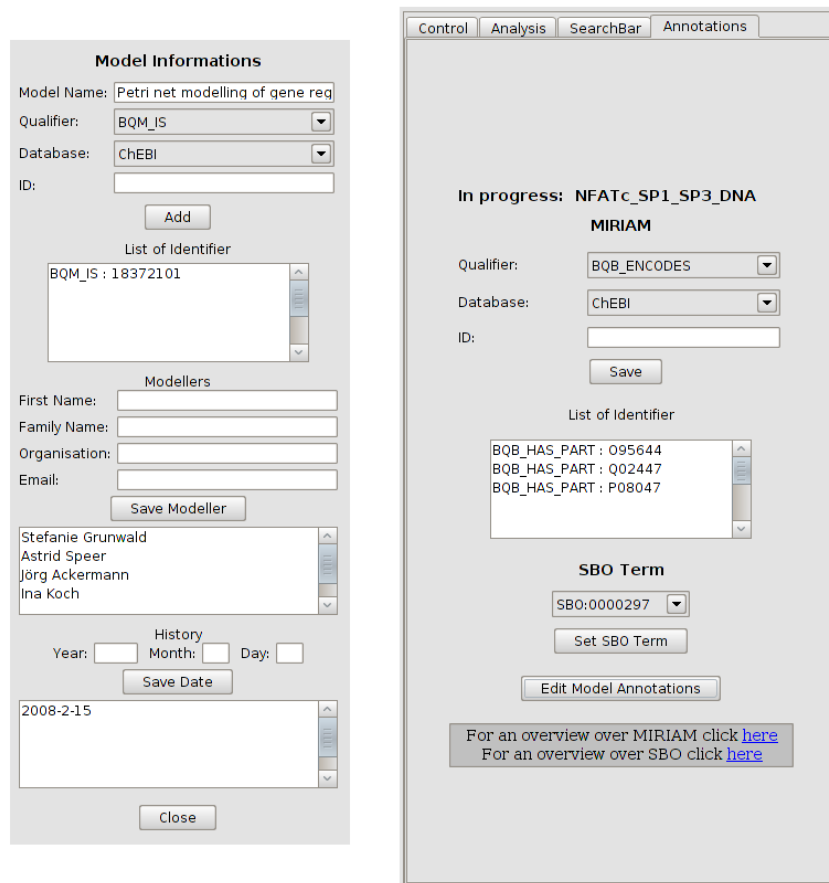 Model Informations
Model Name: Petri net modelling of gene reg
Qualifier: BQM_IS
Database: ChEBI
ID:
Add
List of Identifier
BQM_IS : 18372101
Modellers
First Name:
Family Name:
Organisation:
Email:
Save Modeller
Stefanie Grunwald
Astrid Speer
Jörg Ackermann
Ina Koch
History
Year: Month: Day:
Save Date
2008-2-15
Close
Control Analysis SearchBar Annotations
In progress: NFATc_SP1_SP3_DNA
MIRIAM
Qualifier: BQB_ENCODES
Database: ChEBI
ID:
Save
List of Identifier
BQB_HAS_PART : O95644
BQB_HAS_PART : Q02447
BQB_HAS_PART : P08047
SBO Term
SBO:0000297
Set SBO Term
Edit Model Annotations
For an overview over MIRIAM click here
For an overview over SBO click here